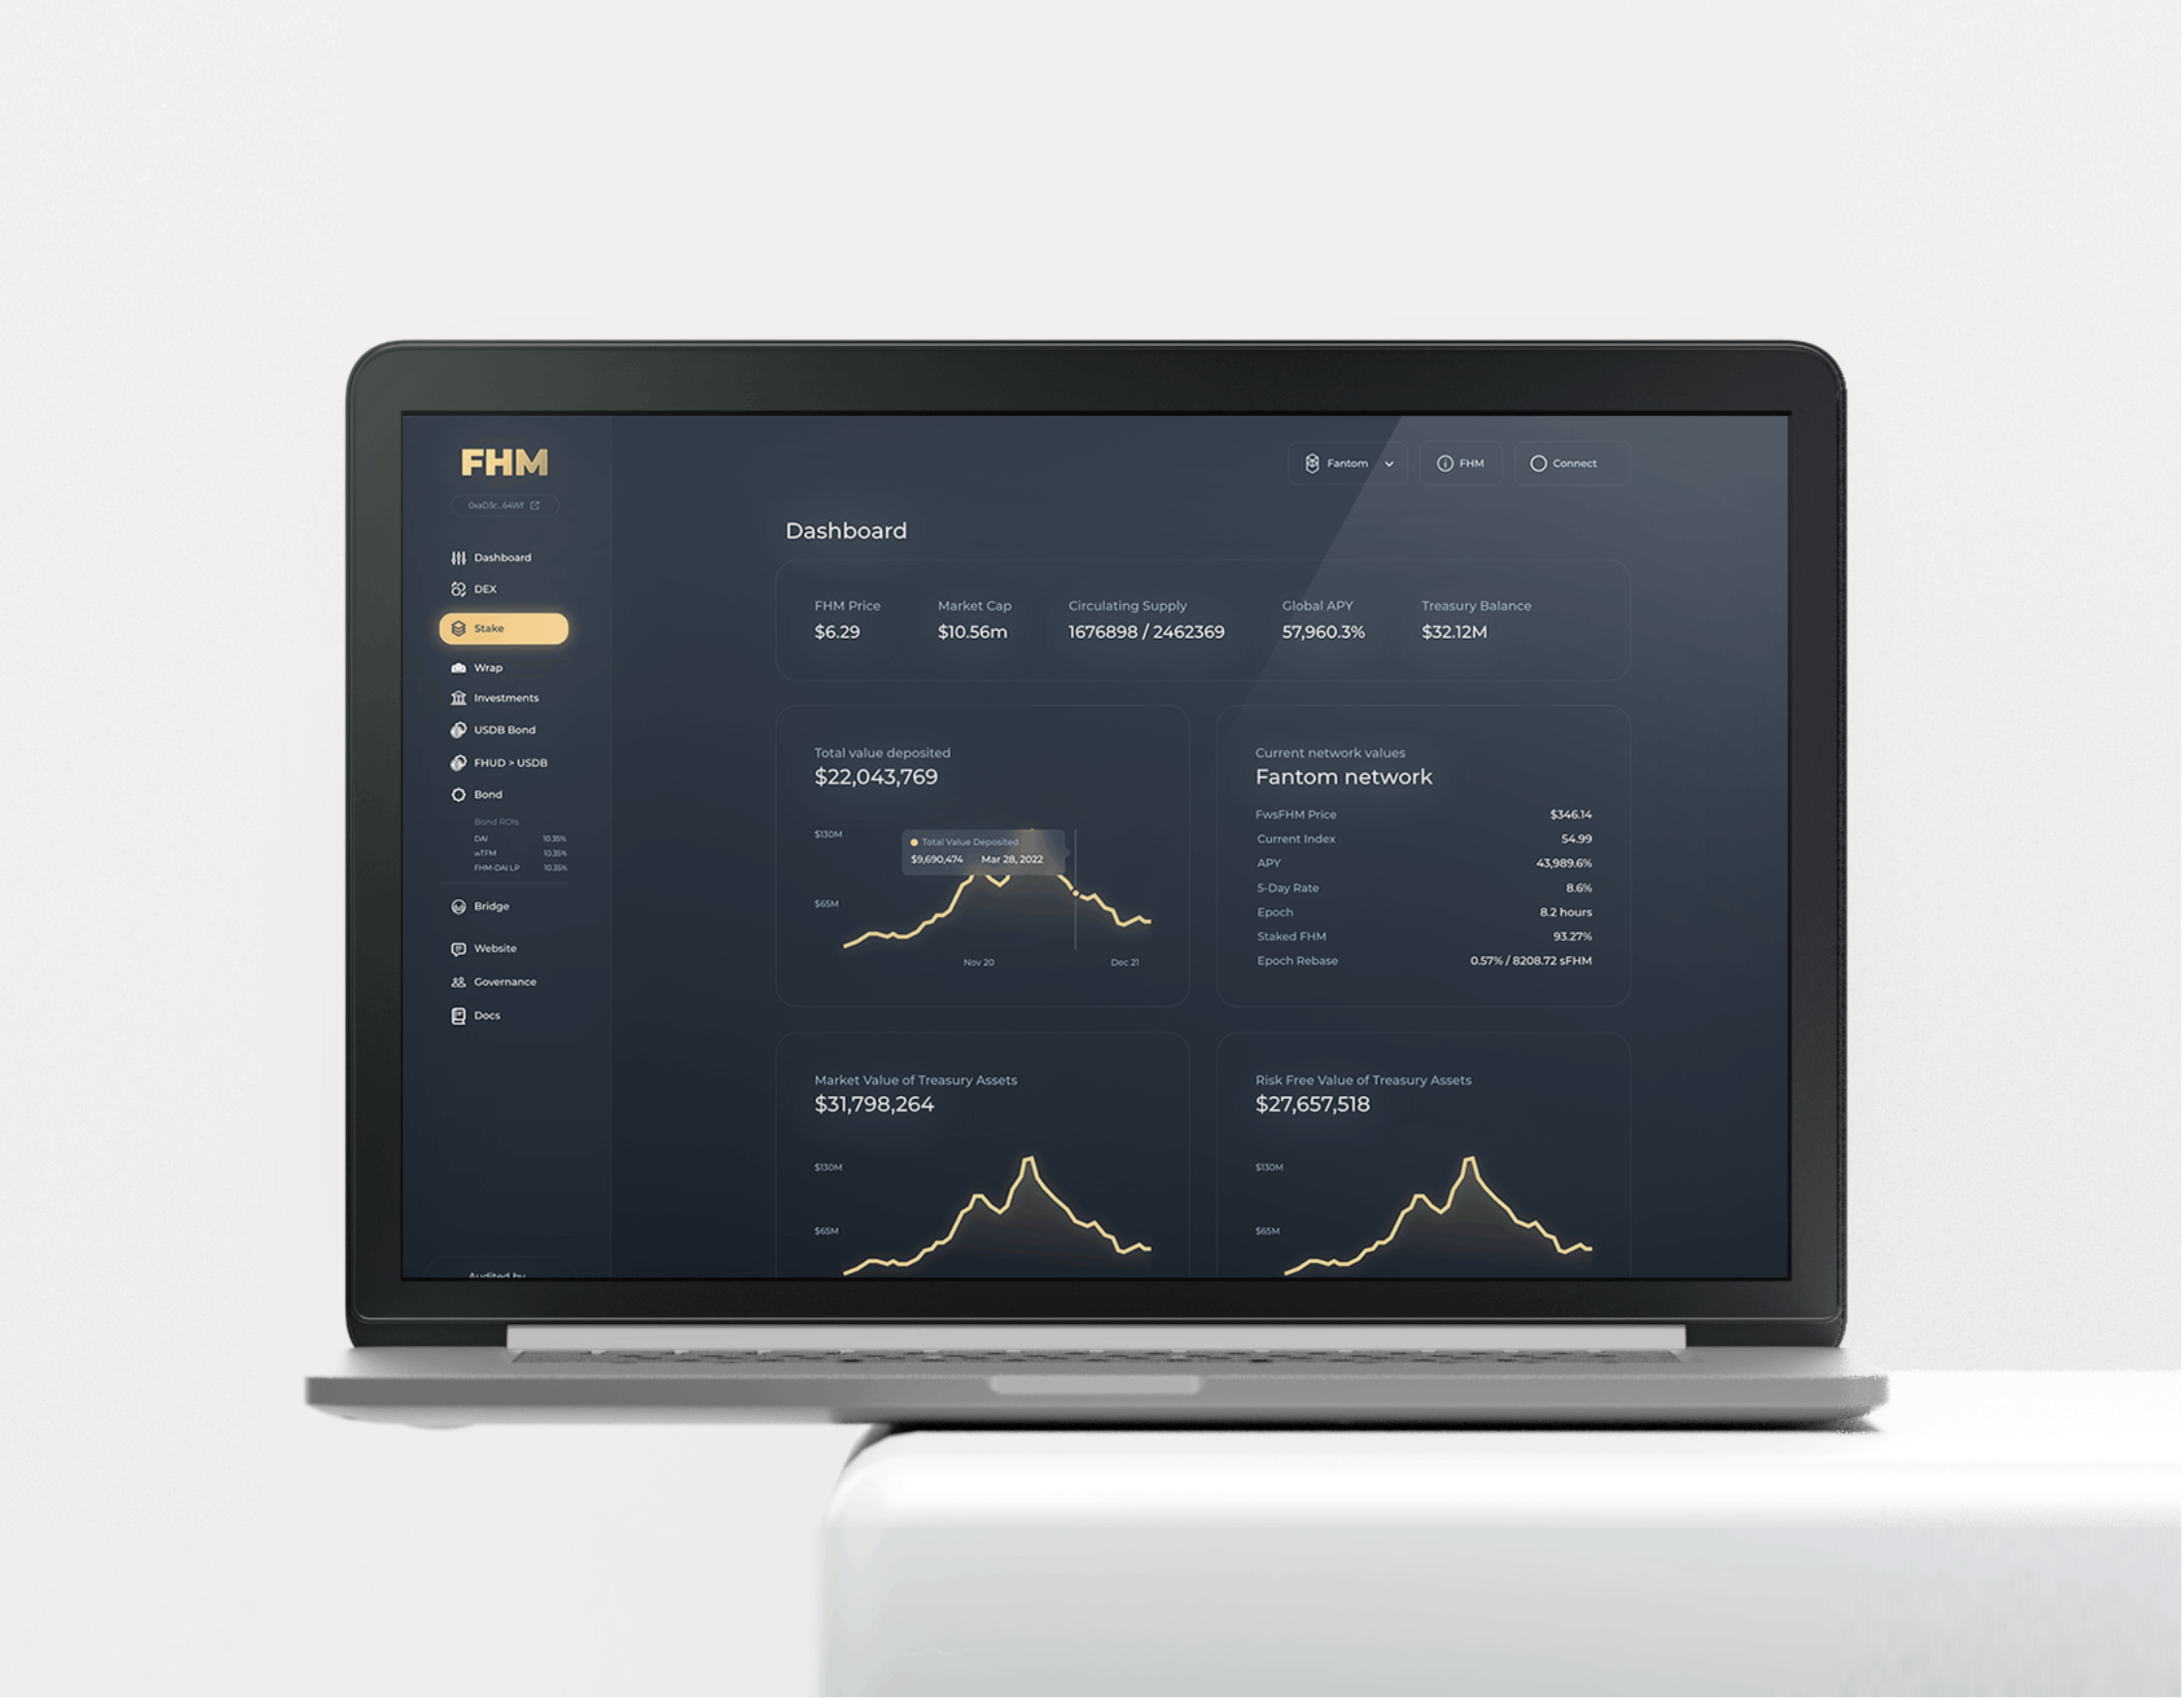 FHM
0xaD3c...64Wf
Dashboard
DEX
Stake
Wrap
Investments
USDB Bond
FHUD > USDB
Bond
Bond ROIs
DAI 10.35%
wTFM 10.35%
FHM-DAI LP 10.35%
Bridge
Website
Governance
Docs
Audited by
Fantom
FHM
Connect
Dashboard
FHM Price
$6.29
Market Cap
$10.56m
Circulating Supply
1676898 / 2462369
Global APY
57,960.3%
Treasury Balance
$32.12M
Total value deposited
$22,043,769
$130M
Total Value Deposited
$9,690,474 Mar 28, 2022
$65M
Nov 20 Dec 21
Current network values
Fantom network
FwsFHM Price $346.14
Current Index 54.99
APY 43,989.6%
5-Day Rate 8.6%
Epoch 8.2 hours
Staked FHM 93.27%
Epoch Rebase 0.57% / 8208.72 sFHM
Market Value of Treasury Assets
$31,798,264
$130M
$65M
Risk Free Value of Treasury Assets
$27,657,518
$130M
$65M